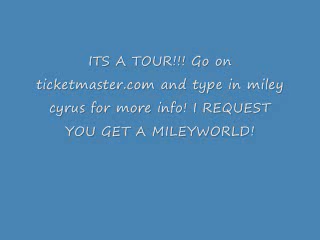 ITS A TOUR!!! Go on
ticketmaster.com and type in miley
cyrus for more info! I REQUEST
YOU GET A MILEYWORLD!